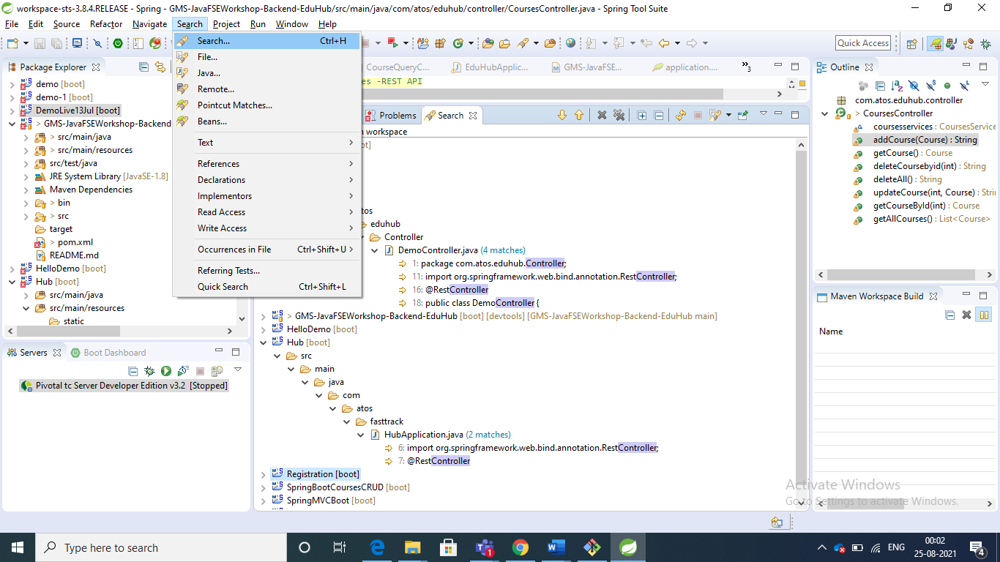 workspace-sts-3.8.4.RELEASE - Spring - GMS-JavaFSEWorkshop-Backend-EduHub/src/main/java/com/atos/eduhub/controller/CoursesController.java - Spring Tool Suite
File Edit Source Refactor Navigate Search Project Run Window Help
Quick Access
Search... Ctrl+H
File...
Java...
Remote...
Pointcut Matches...
Beans...
Text
References
Declarations
Implementors
Read Access
Write Access
Occurrences in File Ctrl+Shift+U
Referring Tests...
Quick Search Ctrl+Shift+L
Package Explorer
demo [boot]
demo-1 [boot]
DemoLive13Jul [boot]
> GMS-JavaFSEWorkshop-Backend
> src/main/java
> src/main/resources
src/test/java
JRE System Library [JavaSE-1.8]
Maven Dependencies
> bin
> src
target
> pom.xml
README.md
HelloDemo [boot]
Hub [boot]
src/main/java
src/main/resources
static
Servers Boot Dashboard
Pivotal tc Server Developer Edition v3.2 [Stopped]
CourseQueryC... EduHubApplic... GMS-JavaFSE... application.... »3
es -REST API
Problems Search
workspace
eduhub
Controller
DemoController.java (4 matches)
1: package com.atos.eduhub.Controller;
11: import org.springframework.web.bind.annotation.RestController;
16: @RestController
18: public class DemoController {
> GMS-JavaFSEWorkshop-Backend-EduHub [boot] [devtools] [GMS-JavaFSEWorkshop-Backend-EduHub main]
HelloDemo [boot]
Hub [boot]
src
main
java
com
atos
fasttrack
HubApplication.java (2 matches)
6: import org.springframework.web.bind.annotation.RestController;
7: @RestController
Registration [boot]
SpringBootCoursesCRUD [boot]
SpringMVCBoot [boot]
Outline
com.atos.eduhub.controller
> CoursesController
coursesservices : CoursesService
addCourse(Course) : String
getCourse() : Course
deleteCoursebyid(int) : String
deleteAll() : String
updateCourse(int, Course) : Stri
getCourseById(int) : Course
getAllCourses() : List<Course>
Maven Workspace Build
Name
Activate Windows
Go to Settings to activate Windows.
Type here to search
1
ENG
00:02
25-08-2021
4